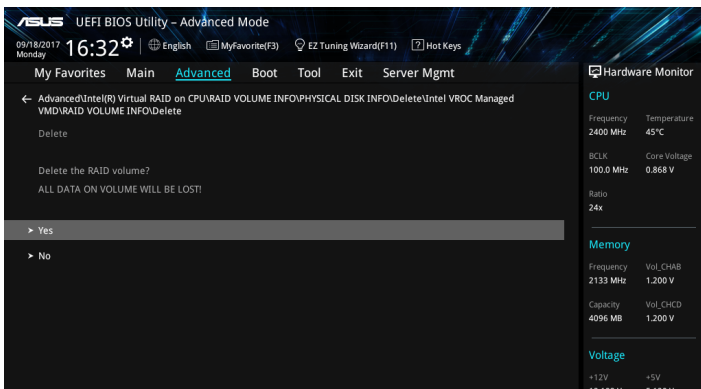 ASUS UEFI BIOS Utility – Advanced Mode
09/18/2017 Monday 16:32 English MyFavorite(F3) EZ Tuning Wizard(F11) ? Hot Keys
My Favorites Main Advanced Boot Tool Exit Server Mgmt
Hardware Monitor
← Advanced\Intel(R) Virtual RAID on CPU\RAID VOLUME INFO\PHYSICAL DISK INFO\Delete\Intel VROC Managed
VMD\RAID VOLUME INFO\Delete
Delete
Delete the RAID volume?
ALL DATA ON VOLUME WILL BE LOST!
> Yes
> No
CPU
Frequency Temperature
2400 MHz 45°C
BCLK Core Voltage
100.0 MHz 0.868 V
Ratio
24x
Memory
Frequency Vol_CHAB
2133 MHz 1.200 V
Capacity Vol_CHCD
4096 MB 1.200 V
Voltage
+12V +5V